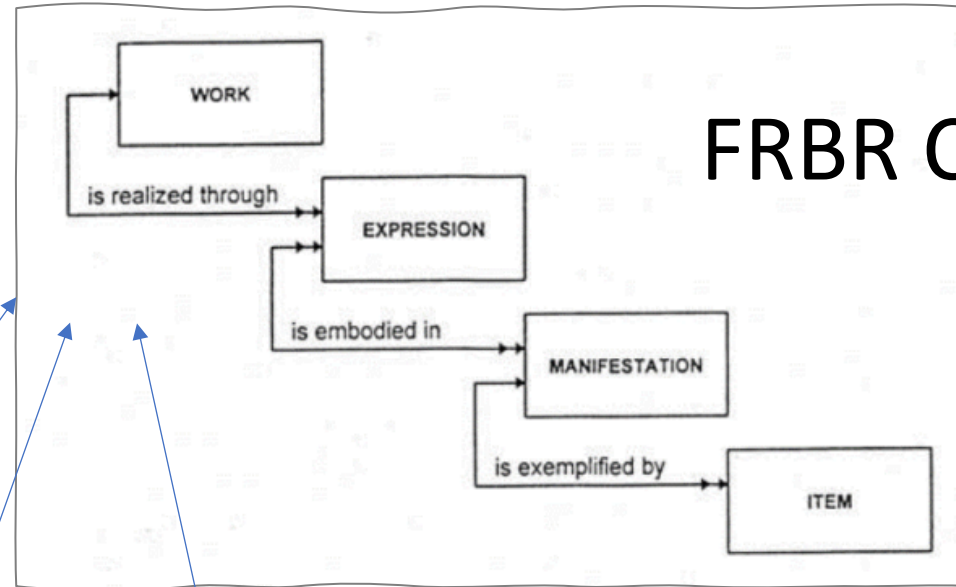 WORK
FRBR C
is realized through
EXPRESSION
is embodied in
MANIFESTATION
is exemplified by
ITEM